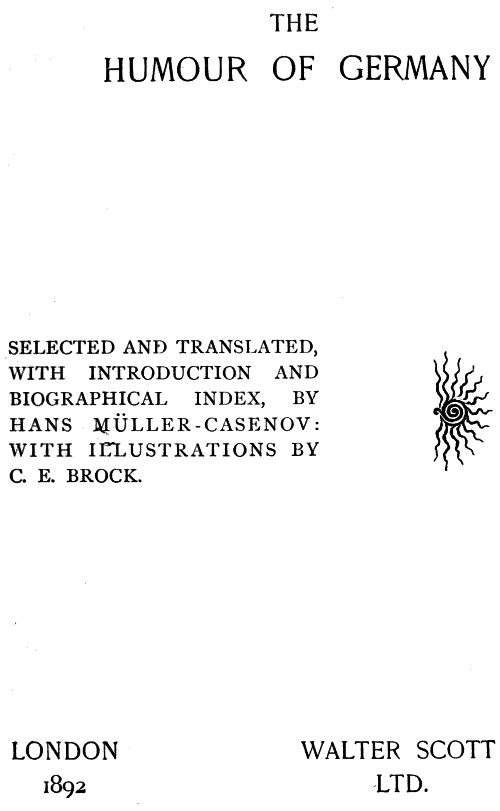 THE
HUMOUR OF GERMANY
SELECTED AND TRANSLATED,
WITH INTRODUCTION AND
BIOGRAPHICAL INDEX, BY
HANS MÜLLER-CASENOV:
WITH ILLUSTRATIONS BY
C. E. BROCK.
LONDON
1892
WALTER SCOTT
LTD.